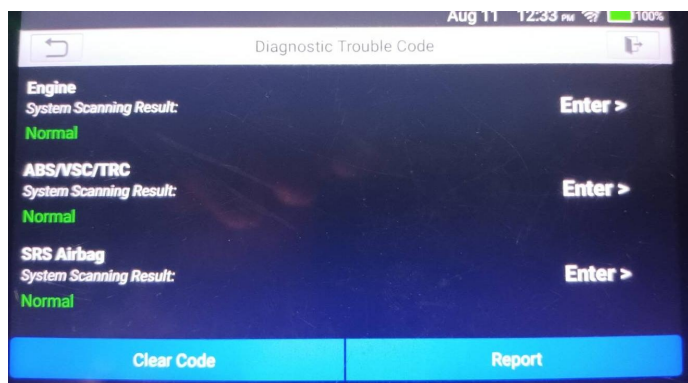 Aug 11 12:33 PM 100%
Diagnostic Trouble Code
Engine
System Scanning Result:
Enter >
Normal
ABS/VSC/TRC
System Scanning Result:
Enter >
Normal
SRS Airbag
System Scanning Result:
Enter >
Normal
Clear Code Report